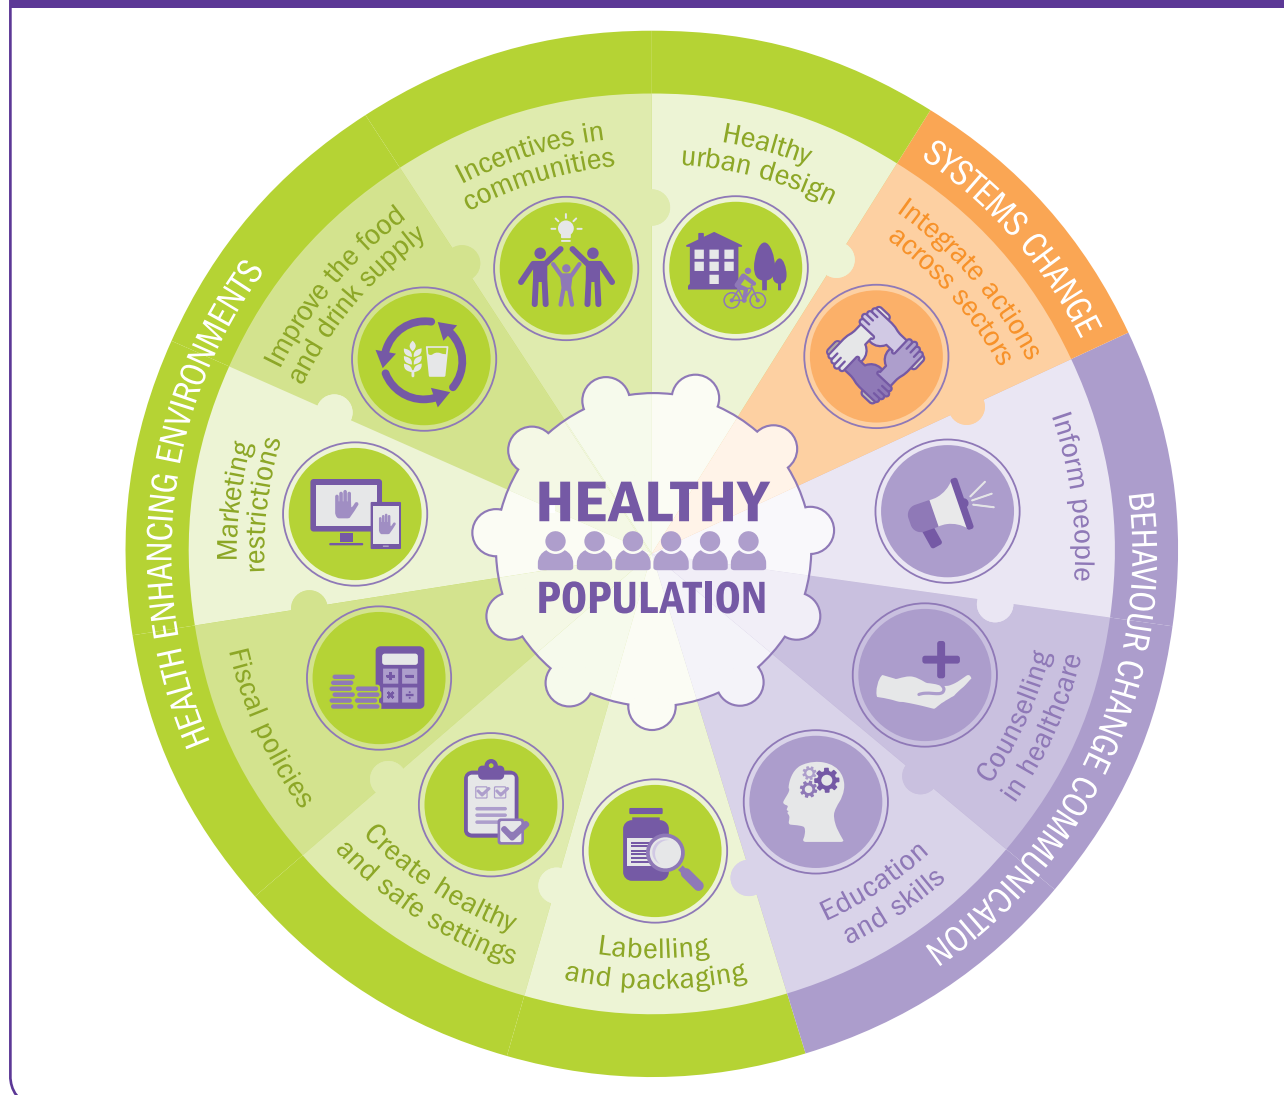 HEALTH ENHANCING ENVIRONMENTS
SYSTEMS CHANGE
BEHAVIOUR CHANGE COMMUNICATION
Healthy
urban design
Integrate actions
across sectors
Inform people
Counselling
in healthcare
Education
and skills
Labelling
and packaging
Create healthy
and safe settings
Fiscal policies
Marketing
restrictions
Improve the food
and drink supply
Incentives in
communities
HEALTHY
POPULATION